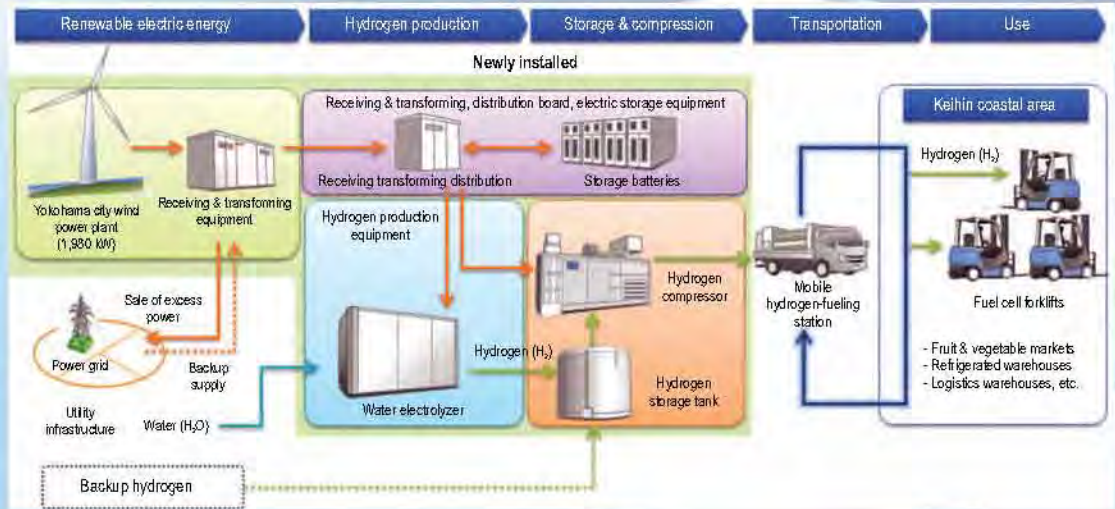 Renewable electric energy
Hydrogen production
Storage & compression
Transportation
Use
Newly installed
Receiving & transforming, distribution board, electric storage equipment
Keihin coastal area
Hydrogen (H₂)
Receiving transforming distribution
Storage batteries
Yokohama city wind
power plant
(1,980 kW)
Receiving & transforming
equipment
Hydrogen production
equipment
Hydrogen
compressor
Mobile
hydrogen-fueling
station
Fuel cell forklifts
Sale of excess
power
Power grid
Backup
supply
Hydrogen (H₂)
- Fruit & vegetable markets
- Refrigerated warehouses
- Logistics warehouses, etc.
Hydrogen
storage tank
Utility
infrastructure
Water (H₂O)
Water electrolyzer
Backup hydrogen